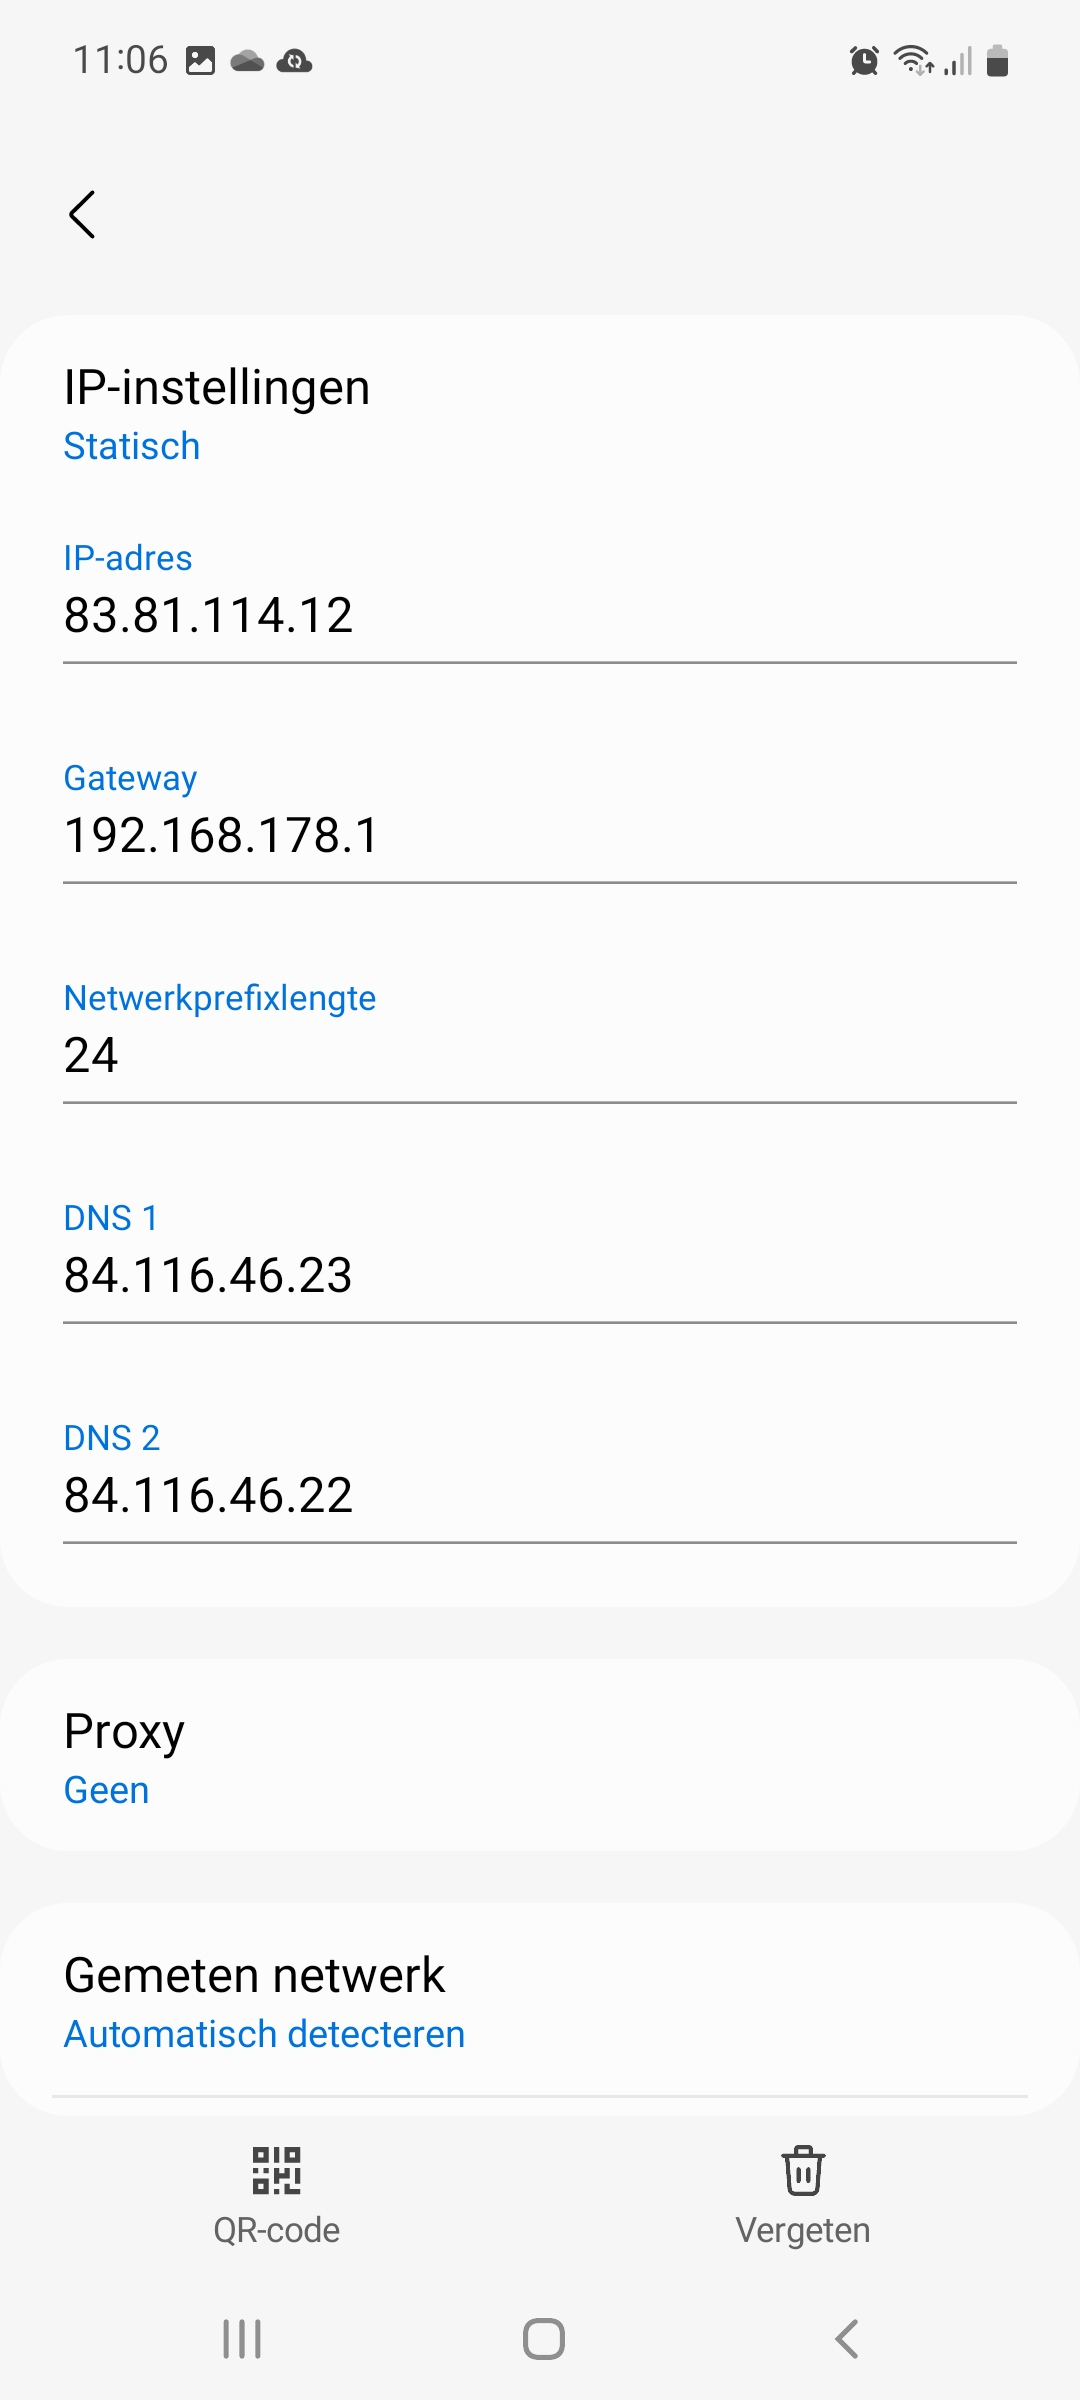 11:06
IP-instellingen
Statisch
IP-adres
83.81.114.12
Gateway
192.168.178.1
Netwerkprefixlengte
24
DNS 1
84.116.46.23
DNS 2
84.116.46.22
Proxy
Geen
Gemeten netwerk
Automatisch detecteren
QR-code
Vergeten